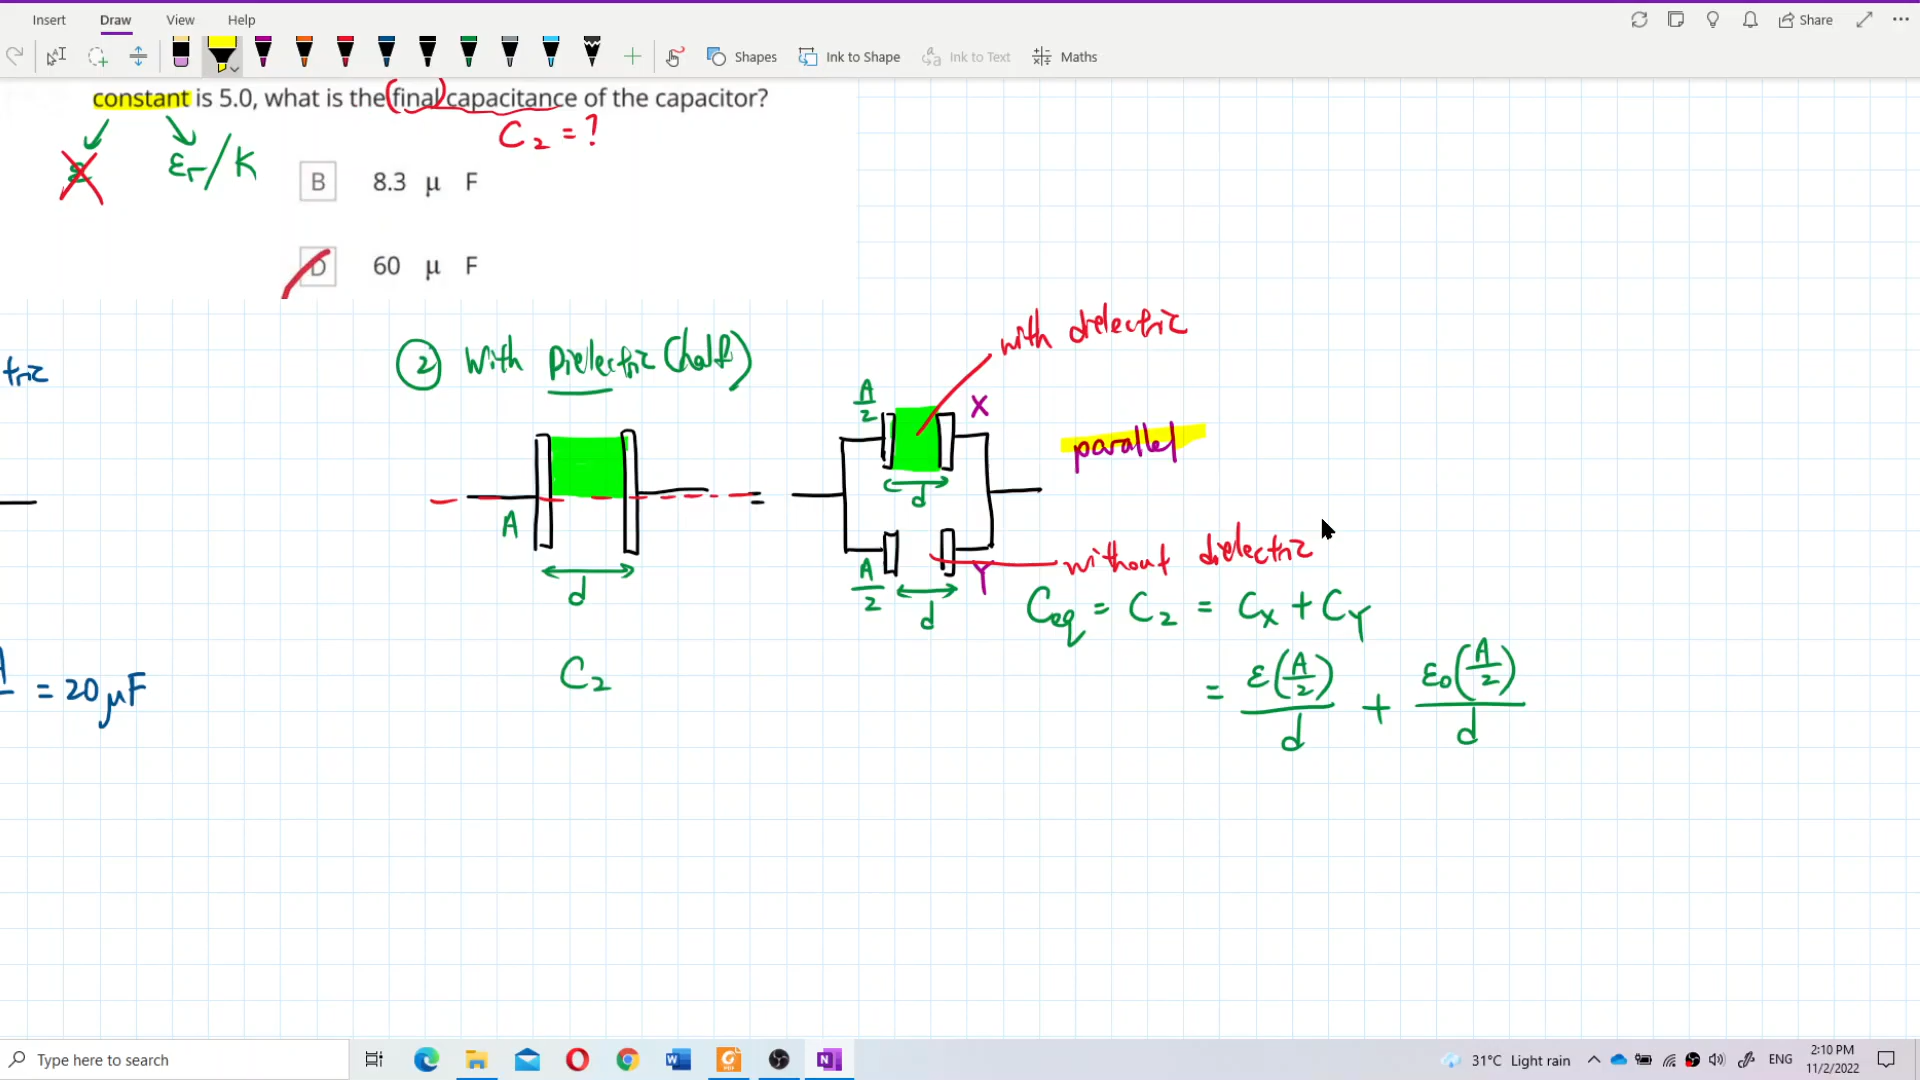 Insert Draw View Help
Share
Shapes Ink to Shape Ink to Text Maths
constant is 5.0, what is the final capacitance of the capacitor?
C₂ = ?
ε
εr/K
B 8.3 μ F
D 60 μ F
tric
② With Dielectric (half)
with dielectric
A/2
X
parallel
d
=
A
d
without dielectric
A/2
Y
d
Ceq = C₂ = Cx + CY
C₂
= 20 μF
= ε(A/2)/d + ε₀(A/2)/d
Type here to search
31°C Light rain
ENG
2:10 PM
11/2/2022